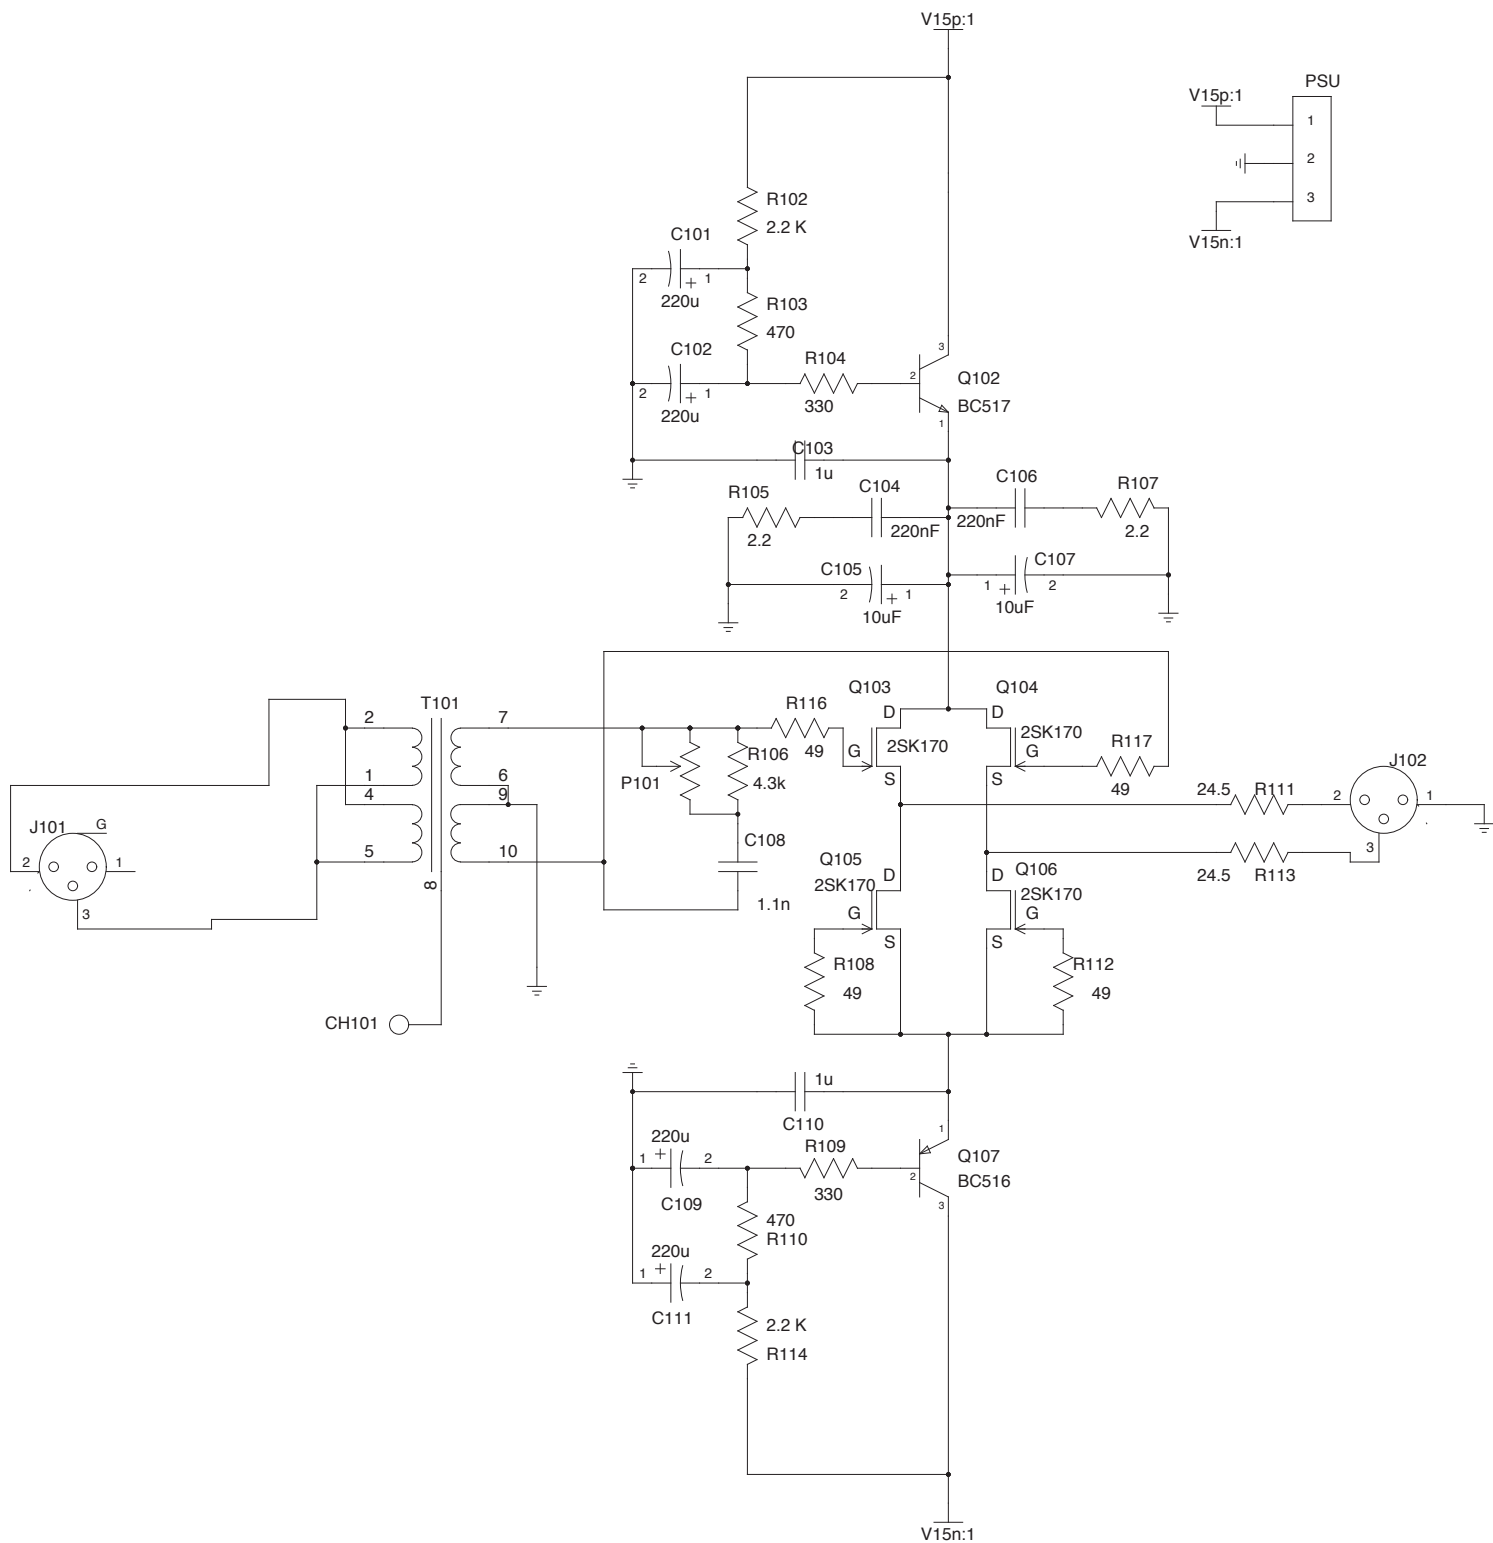 V15p:1
PSU
V15p:1
1
2
3
V15n:1
R102
2.2 K
C101
2 1
+
220u
R103
470
C102
2 1
+
220u
R104
330
3
2
1
Q102
BC517
C103
1u
R105
2.2
C104
220nF
C106
220nF
R107
2.2
C105
2 + 1
10uF
C107
1 + 2
10uF
T101
2
1
4
5
7
6
9
10
8
J101
G
2
1
3
CH101
P101
R106
4.3k
C108
1.1n
R116
49
Q103
D
2SK170
G
S
Q104
D
2SK170
G
S
R117
49
24.5 R111
24.5 R113
J102
2
1
3
Q105
2SK170
D
G
S
Q106
2SK170
D
G
S
R108
49
R112
49
1u
C110
220u
1 + 2
C109
R109
330
1
2
3
Q107
BC516
470
R110
220u
1 + 2
C111
2.2 K
R114
V15n:1